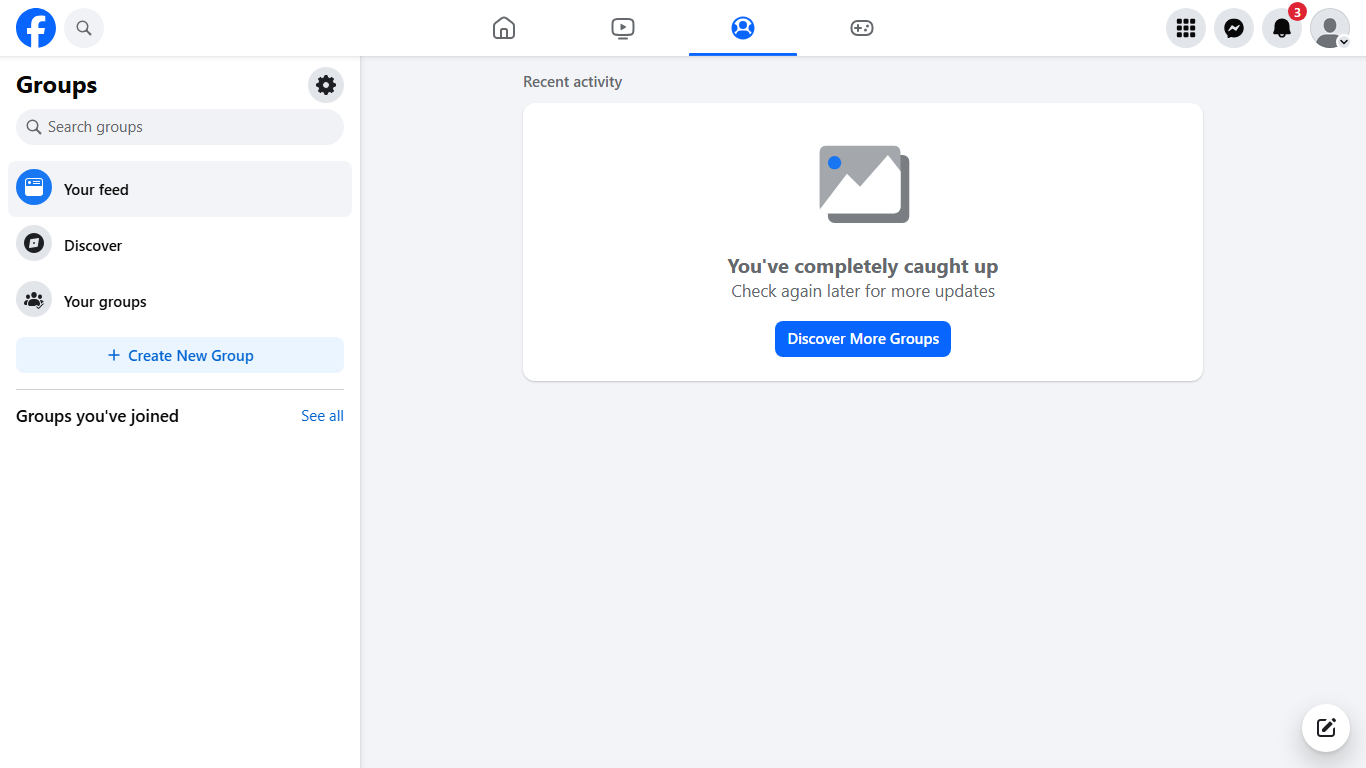 3
Groups
Search groups
Your feed
Discover
Your groups
Create New Group
Groups you've joined
See all
Recent activity
You've completely caught up
Check again later for more updates
Discover More Groups